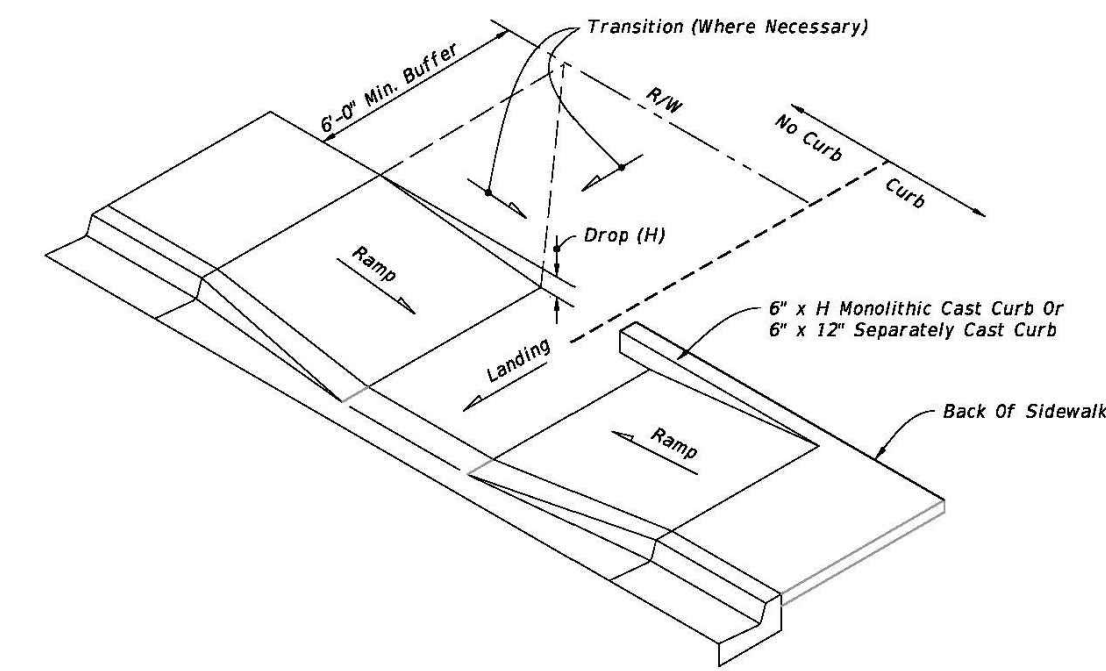 Transition (Where Necessary)
6'-0" Min. Buffer
R/W
No Curb
Curb
Drop (H)
Ramp
6" x H Monolithic Cast Curb Or
6" x 12" Separately Cast Curb
Landing
Back Of Sidewalk
Ramp